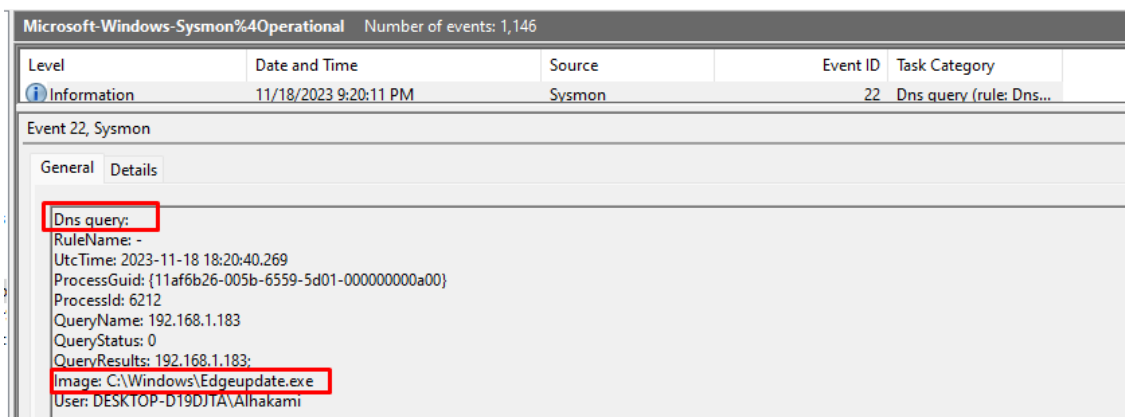 Microsoft-Windows-Sysmon%4Operational Number of events: 1,146
Level Date and Time Source Event ID Task Category
Information 11/18/2023 9:20:11 PM Sysmon 22 Dns query (rule: Dns...
Event 22, Sysmon
General Details
Dns query:
RuleName: -
UtcTime: 2023-11-18 18:20:40.269
ProcessGuid: {11af6b26-005b-6559-5d01-000000000a00}
ProcessId: 6212
QueryName: 192.168.1.183
QueryStatus: 0
QueryResults: 192.168.1.183;
Image: C:\Windows\Edgeupdate.exe
User: DESKTOP-D19DJTA\Alhakami